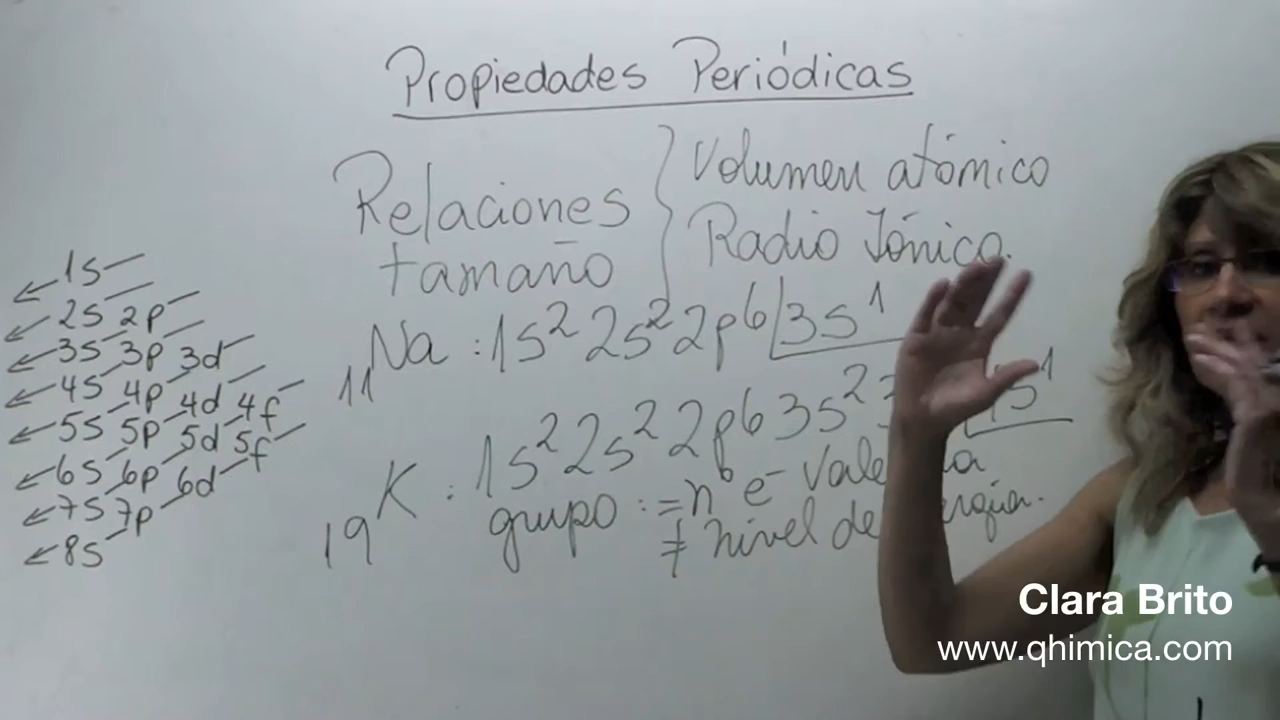 Propiedades Periódicas
Relaciones tamaño
Volumen atómico
Radio Iónico.
11Na : 1s² 2s² 2p6 3s¹
19K : 1s² 2s² 2p6 3s² s¹
grupo : = nº e⁻
≠ nivel de
1s
2s 2p
3s 3p 3d
4s 4p 4d 4f
5s 5p 5d 5f
6s 6p 6d
7s 7p
8s
Clara Brito
www.qhimica.com